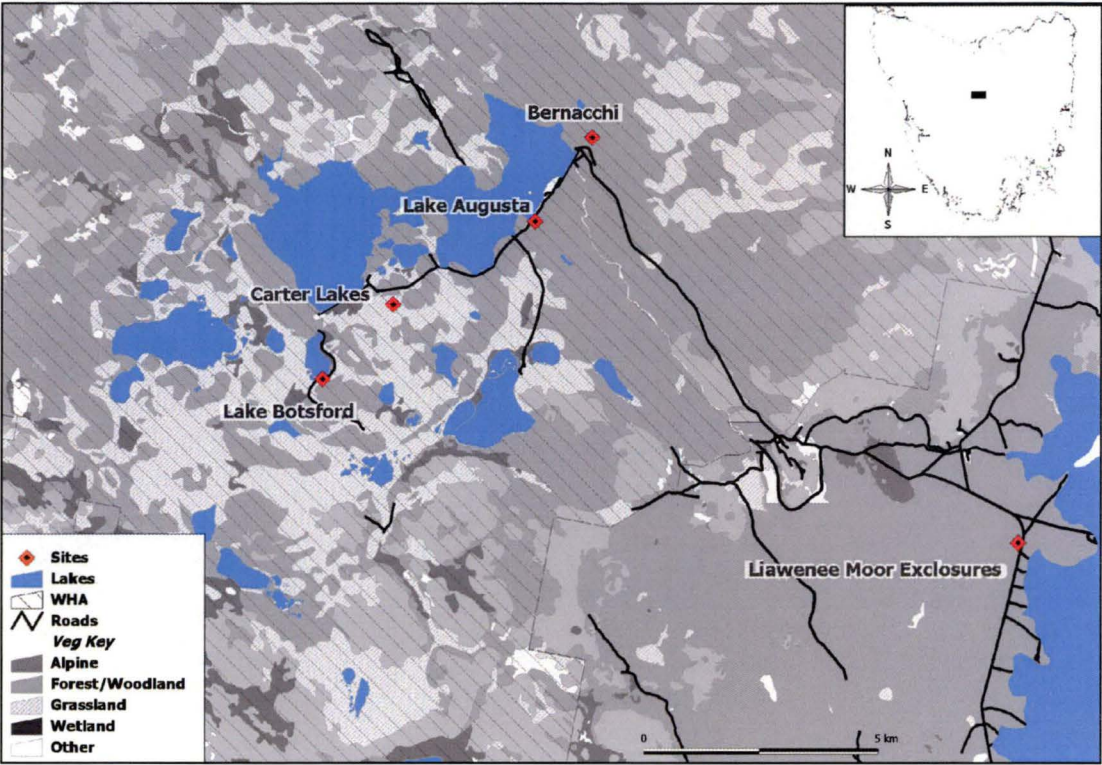 Bernacchi
Lake Augusta
Carter Lakes
Lake Botsford
Liawenee Moor Exclosures
N
W E
S
Sites
Lakes
WHA
Roads
Veg Key
Alpine
Forest/Woodland
Grassland
Wetland
Other
0 5 km